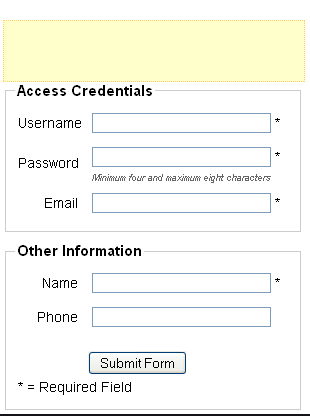 Access Credentials
Username *
Password *
Minimum four and maximum eight characters
Email *
Other Information
Name *
Phone
Submit Form
* = Required Field